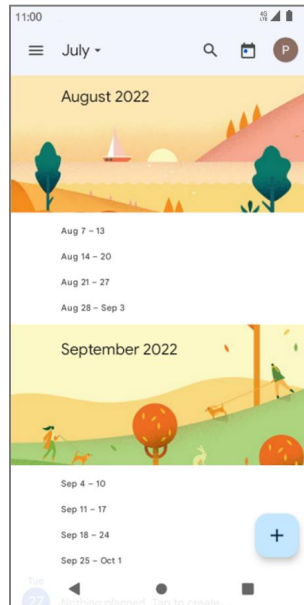 11:00
4G
LTE
July
P
August 2022
Aug 7 – 13
Aug 14 – 20
Aug 21 – 27
Aug 28 – Sep 3
September 2022
Sep 4 – 10
Sep 11 – 17
Sep 18 – 24
Sep 25 – Oct 1
+
Tue
27
Nothing planned. Tap to create.